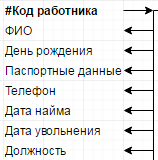 #Код работника
ФИО
День рождения
Паспортные данные
Телефон
Дата найма
Дата увольнения
Должность